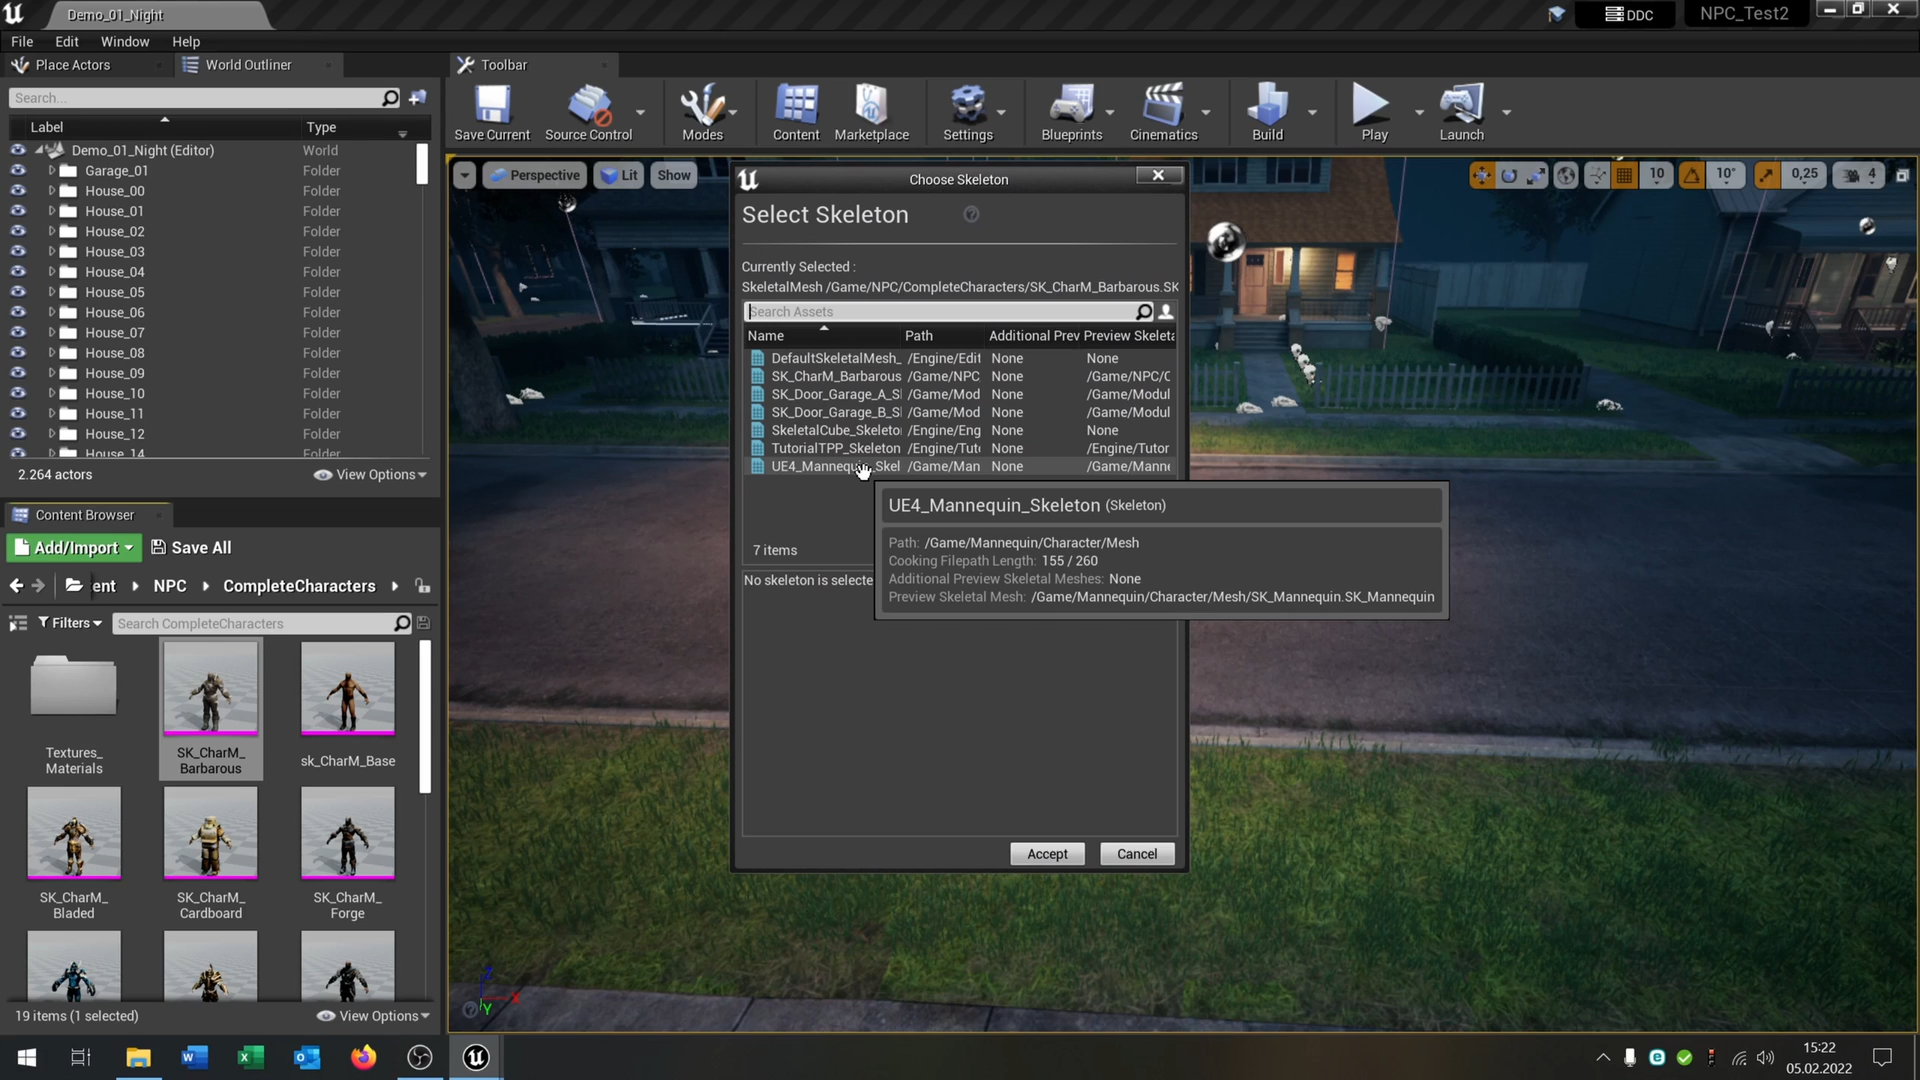 Demo_01_Night
DDC
NPC_Test2
File Edit Window Help
Place Actors
World Outliner
Search...
Label Type
Demo_01_Night (Editor) World
Garage_01 Folder
House_00 Folder
House_01 Folder
House_02 Folder
House_03 Folder
House_04 Folder
House_05 Folder
House_06 Folder
House_07 Folder
House_08 Folder
House_09 Folder
House_10 Folder
House_11 Folder
House_12 Folder
House_14 Folder
2.264 actors View Options
Toolbar
Save Current Source Control Modes Content Marketplace Settings Blueprints Cinematics Build Play Launch
Perspective Lit Show
10 10° 0,25 4
Choose Skeleton
Select Skeleton
Currently Selected :
SkeletalMesh /Game/NPC/CompleteCharacters/SK_CharM_Barbarous.SK
Search Assets
Name Path Additional Prev Preview Skeleta
DefaultSkeletalMesh_ /Engine/Edit None None
SK_CharM_Barbarous /Game/NPC None /Game/NPC/C
SK_Door_Garage_A_S /Game/Mod None /Game/Modul
SK_Door_Garage_B_S /Game/Mod None /Game/Modul
SkeletalCube_Skeleto /Engine/Eng None None
TutorialTPP_Skeleton /Engine/Tut None /Engine/Tutor
UE4_Mannequin_Skel /Game/Man None /Game/Manne
7 items
No skeleton is selecte
UE4_Mannequin_Skeleton (Skeleton)
Path: /Game/Mannequin/Character/Mesh
Cooking Filepath Length: 155 / 260
Additional Preview Skeletal Meshes: None
Preview Skeletal Mesh: /Game/Mannequin/Character/Mesh/SK_Mannequin.SK_Mannequin
Accept Cancel
Content Browser
Add/Import Save All
ent NPC CompleteCharacters
Filters Search CompleteCharacters
Textures_
Materials
SK_CharM_
Barbarous
sk_CharM_Base
SK_CharM_
Bladed
SK_CharM_
Cardboard
SK_CharM_
Forge
19 items (1 selected) View Options
Z
X
Y
15:22
05.02.2022